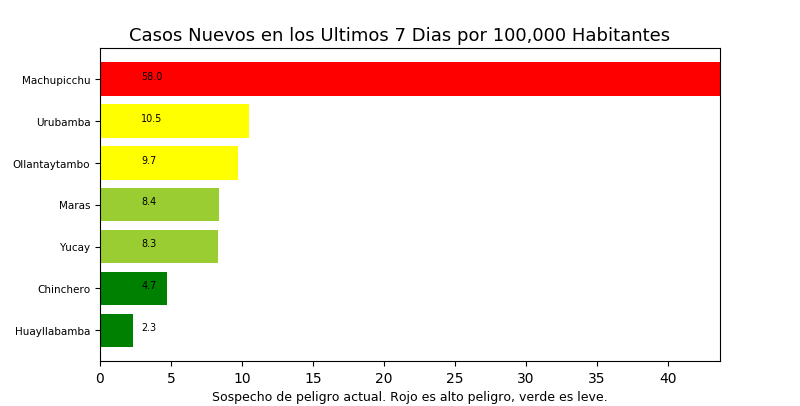 Casos Nuevos en los Ultimos 7 Dias por 100,000 Habitantes
Machupicchu 58.0
Urubamba 10.5
Ollantaytambo 9.7
Maras 8.4
Yucay 8.3
Chinchero 4.7
Huayllabamba 2.3
0 5 10 15 20 25 30 35 40
Sospecho de peligro actual. Rojo es alto peligro, verde es leve.